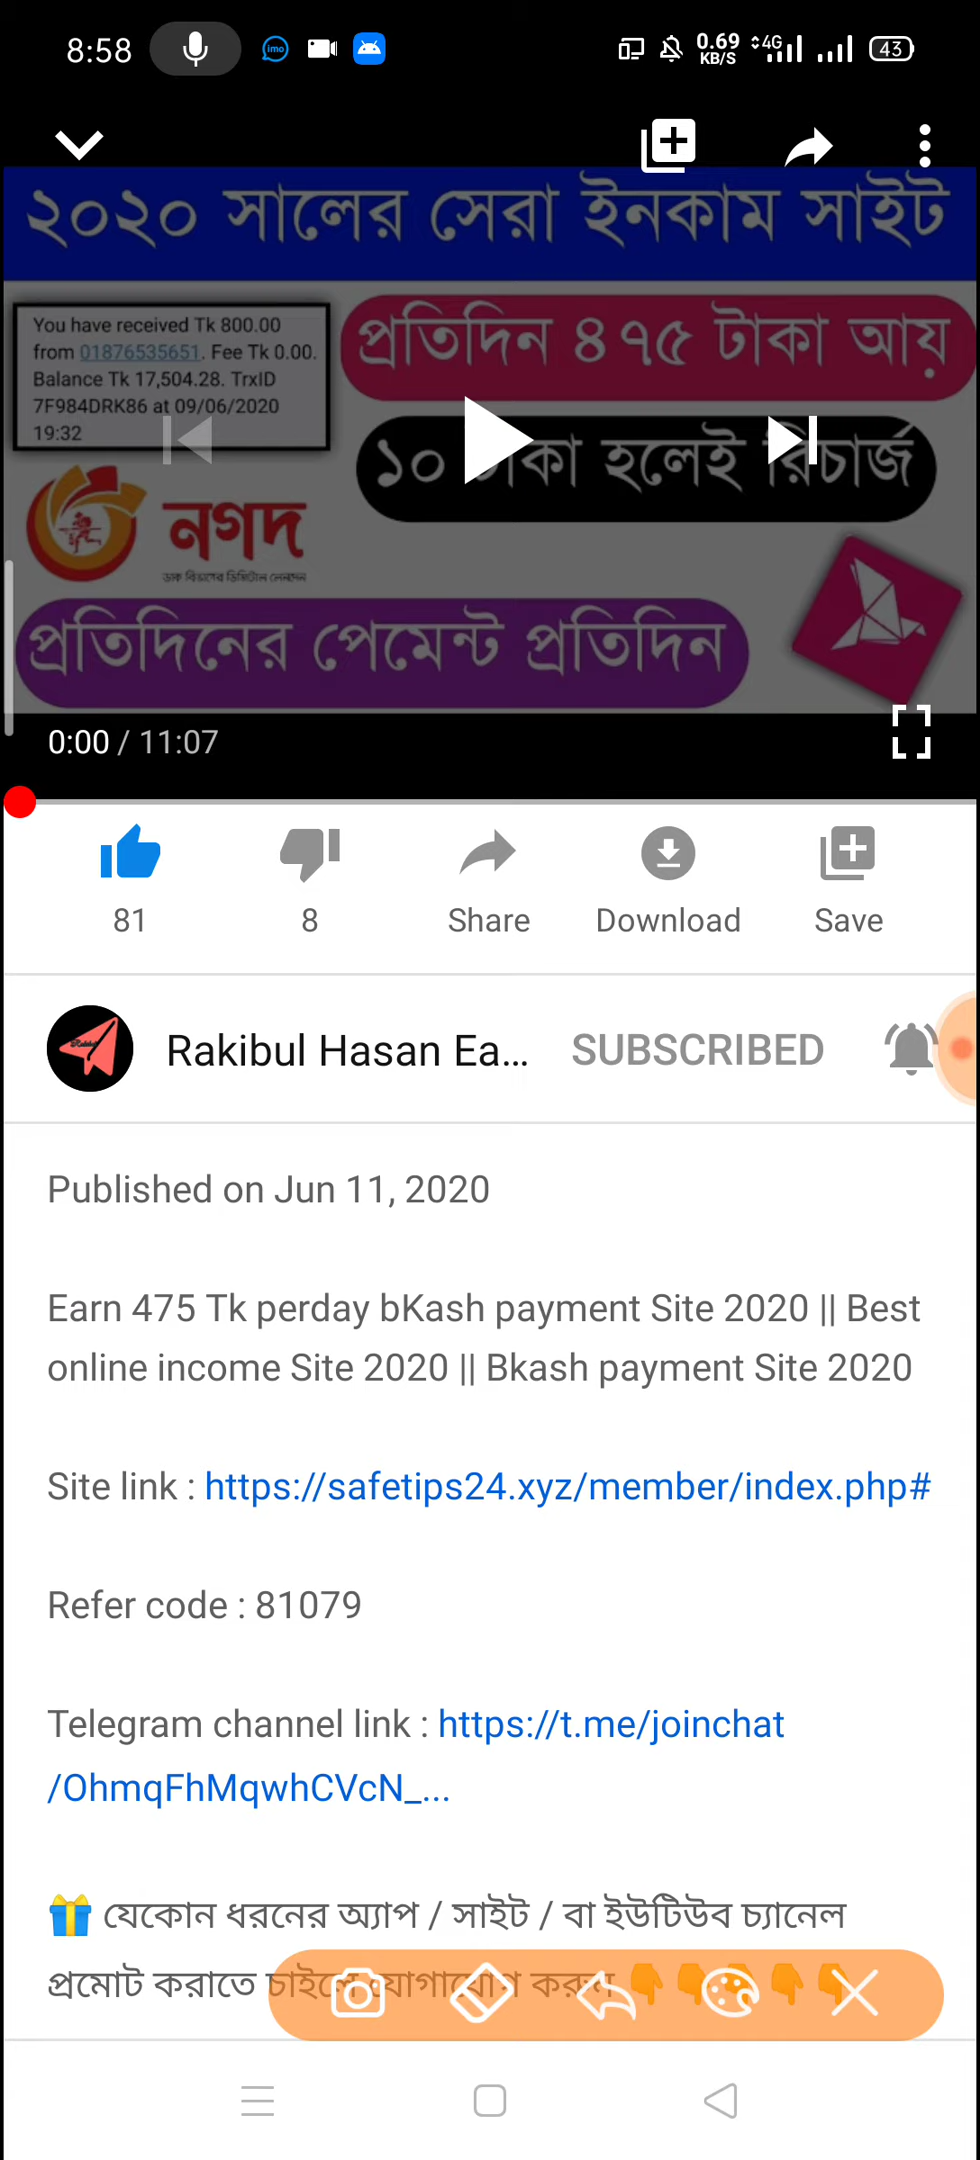 8:58
imo
0.69
KB/S
4G
43
২০২০ সালের সেরা ইনকাম সাইট
You have received Tk 800.00
from 01876535651. Fee Tk 0.00.
Balance Tk 17,504.28. TrxID
7F984DRK86 at 09/06/2020
19:32
প্রতিদিন ৪৭৫ টাকা আয়
১০ টাকা হলেই রিচার্জ
নগদ
ডাক বিভাগের ডিজিটাল লেনদেন
প্রতিদিনের পেমেন্ট প্রতিদিন
0:00 / 11:07
81
8
Share
Download
Save
Rakibul Hasan Ea...
SUBSCRIBED
Published on Jun 11, 2020
Earn 475 Tk perday bKash payment Site 2020 || Best
online income Site 2020 || Bkash payment Site 2020
Site link : https://safetips24.xyz/member/index.php#
Refer code : 81079
Telegram channel link : https://t.me/joinchat
/OhmqFhMqwhCVcN_...
🎁 যেকোন ধরনের অ্যাপ / সাইট / বা ইউটিউব চ্যানেল
প্রমোট করাতে চাইলে যোগাযোগ করুন 👇👇👇👇👇